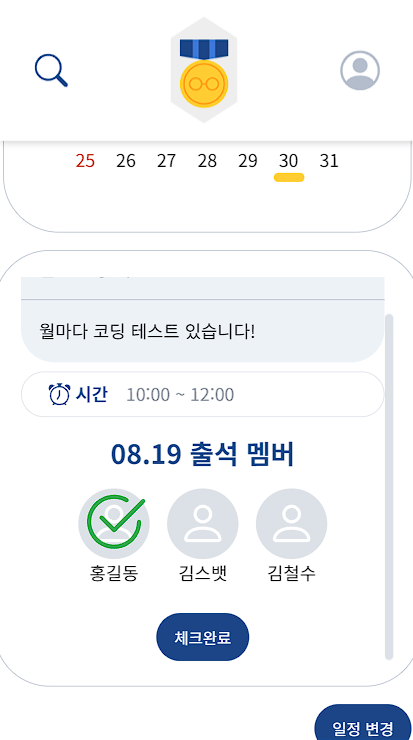 25 26 27 28 29 30 31
월마다 코딩 테스트 있습니다!
시간 10:00 ~ 12:00
08.19 출석 멤버
홍길동 김스뱃 김철수
체크완료
일정 변경